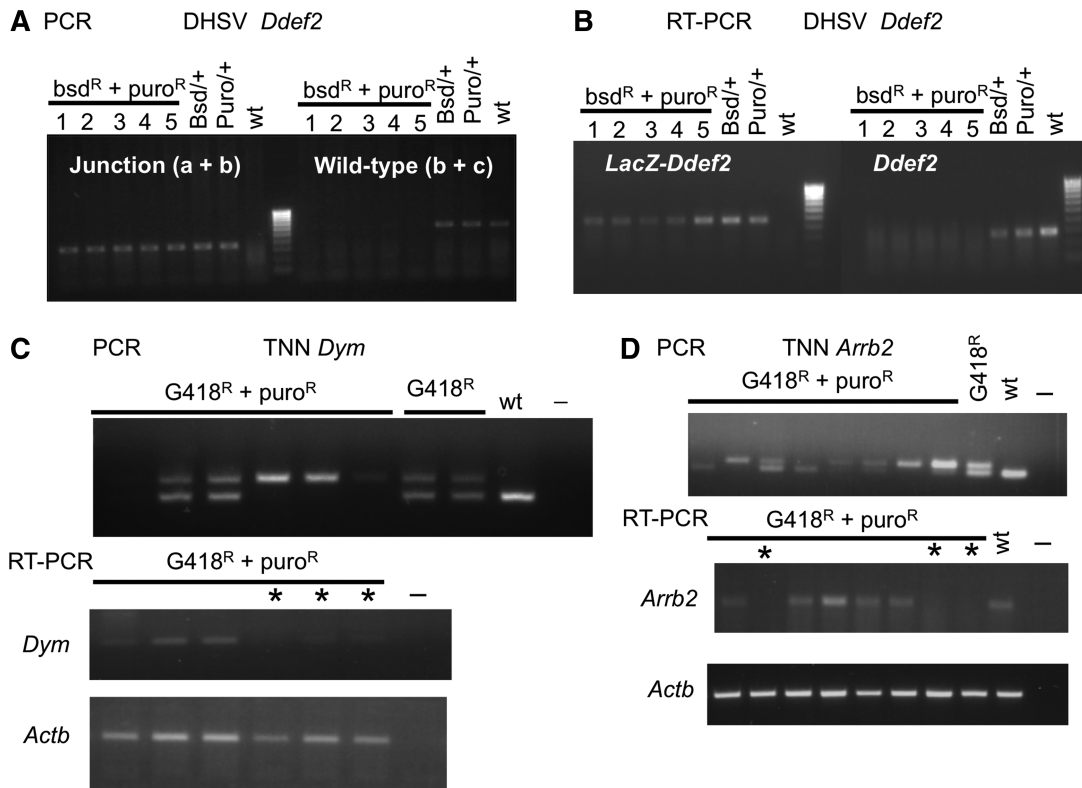 A PCR DHSV Ddef2
bsdR + puroR Bsd/+ Puro/+ wt bsdR + puroR Bsd/+ Puro/+ wt
1 2 3 4 5 1 2 3 4 5
Junction (a + b) Wild-type (b + c)
B RT-PCR DHSV Ddef2
bsdR + puroR Bsd/+ Puro/+ wt bsdR + puroR Bsd/+ Puro/+ wt
1 2 3 4 5 1 2 3 4 5
LacZ-Ddef2 Ddef2
C PCR TNN Dym
G418R + puroR G418R wt –
RT-PCR G418R + puroR
* * * –
Dym
Actb
D PCR TNN Arrb2
G418R + puroR G418R wt –
RT-PCR G418R + puroR
* * * wt –
Arrb2
Actb